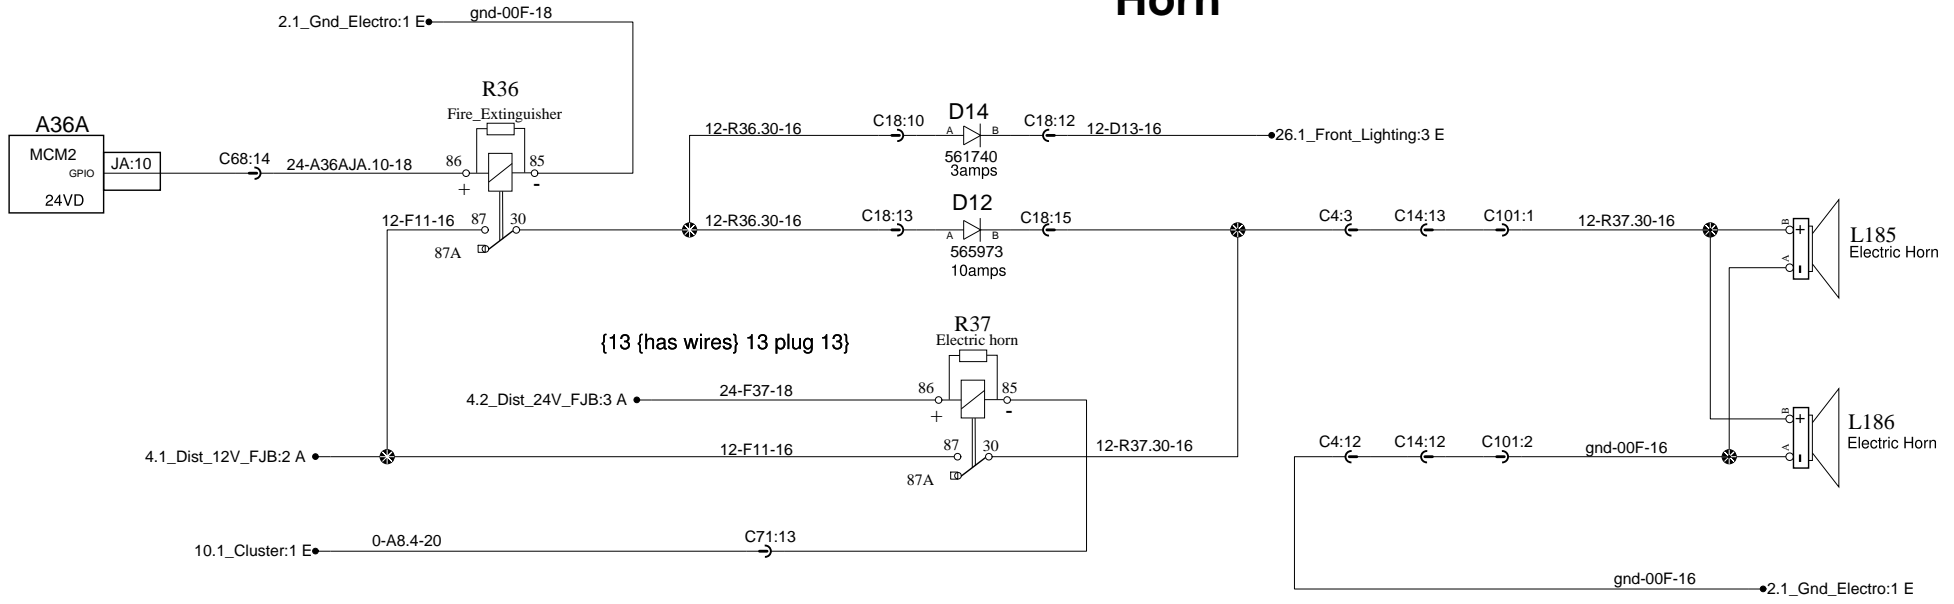 Horn
2.1_Gnd_Electro:1 E
gnd-00F-18
R36
Fire_Extinguisher
A36A
MCM2
GPIO
24VD
JA:10
C68:14
24-A36AJA.10-18
86
85
+
-
12-F11-16
87
30
87A
12-R36.30-16
C18:10
D14
A
B
561740
3amps
C18:12
12-D13-16
26.1_Front_Lighting:3 E
12-R36.30-16
C18:13
D12
A
B
565973
10amps
C18:15
C4:3
C14:13
C101:1
12-R37.30-16
B
+
A
-
L185
Electric Horn
{13 {has wires} 13 plug 13}
R37
Electric horn
4.2_Dist_24V_FJB:3 A
24-F37-18
86
85
+
-
4.1_Dist_12V_FJB:2 A
12-F11-16
87
30
87A
12-R37.30-16
C4:12
C14:12
C101:2
gnd-00F-16
B
+
A
-
L186
Electric Horn
10.1_Cluster:1 E
0-A8.4-20
C71:13
gnd-00F-16
2.1_Gnd_Electro:1 E